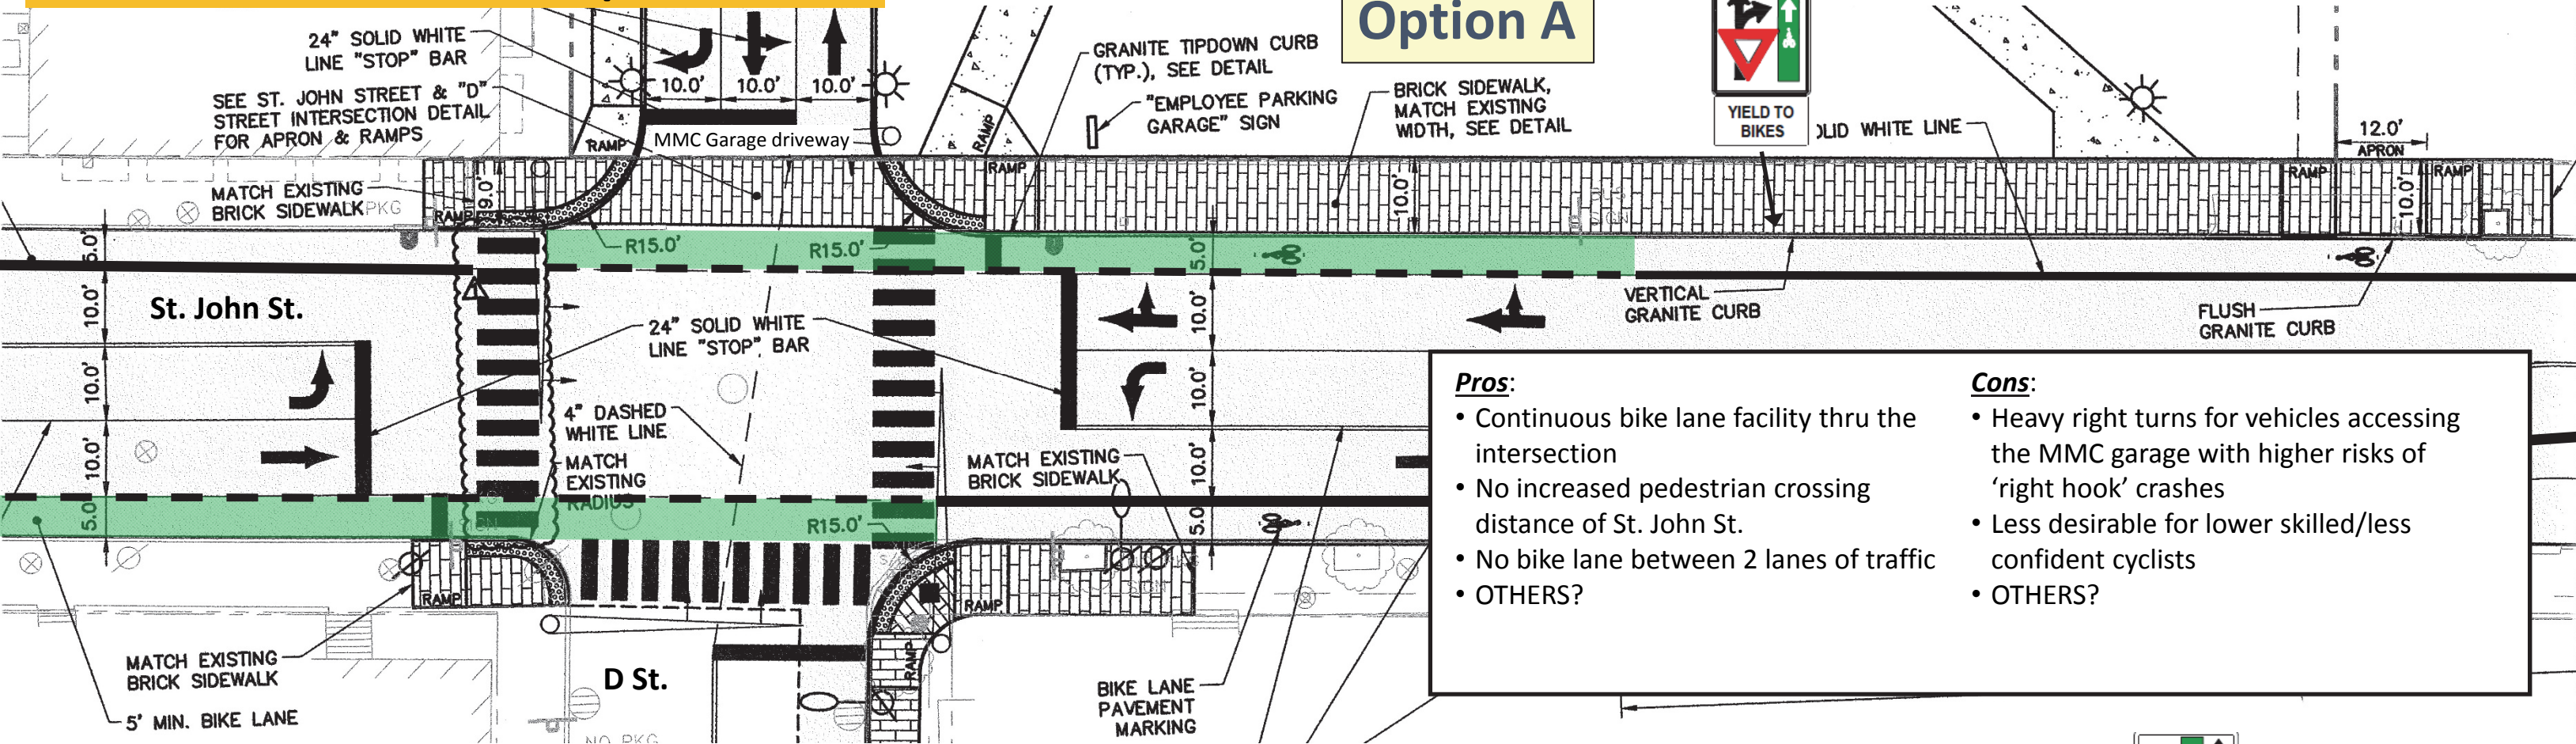 Option A
24" SOLID WHITE
LINE "STOP" BAR
SEE ST. JOHN STREET & "D"
STREET INTERSECTION DETAIL
FOR APRON & RAMPS
MATCH EXISTING
BRICK SIDEWALK
PKG
10.0'
10.0'
10.0'
MMC Garage driveway
RAMP
RAMP
RAMP
RAMP
9.0'
GRANITE TIPDOWN CURB
(TYP.), SEE DETAIL
"EMPLOYEE PARKING
GARAGE" SIGN
BRICK SIDEWALK,
MATCH EXISTING
WIDTH, SEE DETAIL
10.0'
BUS
SIGN
YIELD TO
BIKES
OLID WHITE LINE
12.0'
APRON
RAMP
RAMP
10.0'
5.0'
R15.0'
R15.0'
5.0'
St. John St.
10.0'
10.0'
10.0'
5.0'
24" SOLID WHITE
LINE "STOP" BAR
4" DASHED
WHITE LINE
MATCH
EXISTING
RADIUS
SIGN
R15.0'
10.0'
10.0'
10.0'
5.0'
VERTICAL
GRANITE CURB
FLUSH
GRANITE CURB
MATCH EXISTING
BRICK SIDEWALK
SIGN
RAMP
RAMP
RAMP
MATCH EXISTING
BRICK SIDEWALK
5' MIN. BIKE LANE
D St.
NO PKG
BIKE LANE
PAVEMENT
MARKING
Pros:
• Continuous bike lane facility thru the
intersection
• No increased pedestrian crossing
distance of St. John St.
• No bike lane between 2 lanes of traffic
• OTHERS?
Cons:
• Heavy right turns for vehicles accessing
the MMC garage with higher risks of
‘right hook’ crashes
• Less desirable for lower skilled/less
confident cyclists
• OTHERS?